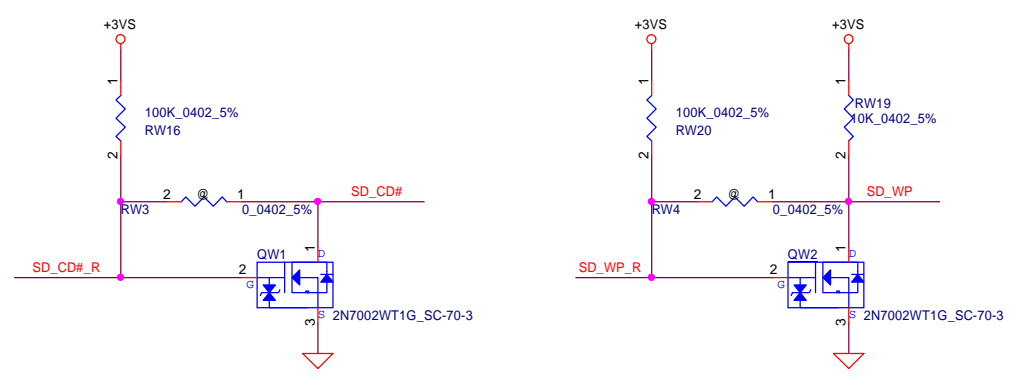 +3VS
+3VS
+3VS
1
1
1
100K_0402_5%
RW16
100K_0402_5%
RW20
RW19
10K_0402_5%
2
2
2
2
@
1
SD_CD#
2
@
1
SD_WP
RW3
0_0402_5%
RW4
0_0402_5%
SD_CD#_R
2
G
QW1
1
D
SD_WP_R
2
G
QW2
1
D
3
S
2N7002WT1G_SC-70-3
3
S
2N7002WT1G_SC-70-3